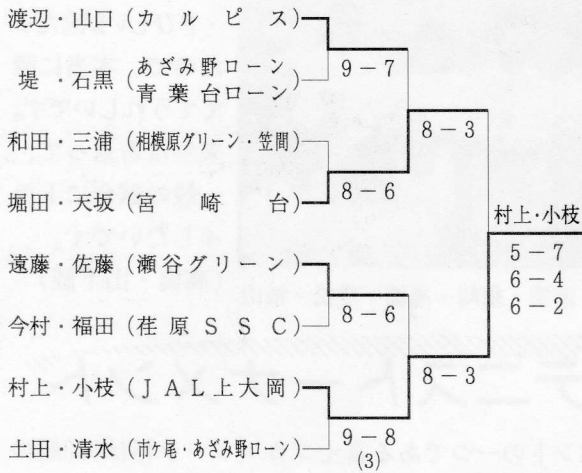 渡辺・山口（カルピス）
9－7
堤・石黒（あざみ野ローン
青葉台ローン）
8－3
和田・三浦（相模原グリーン・笠間）
8－6
堀田・天坂（宮崎台）
村上・小枝
5－7
6－4
6－2
遠藤・佐藤（瀬谷グリーン）
8－6
今村・福田（荏原SSC）
8－3
村上・小枝（JAL上大岡）
9－8
(3)
土田・清水（市ケ尾・あざみ野ローン）